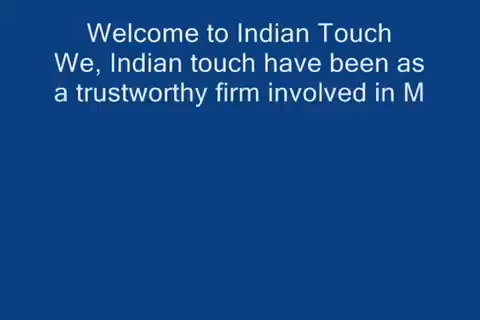 Welcome to Indian Touch
We, Indian touch have been as
a trustworthy firm involved in M